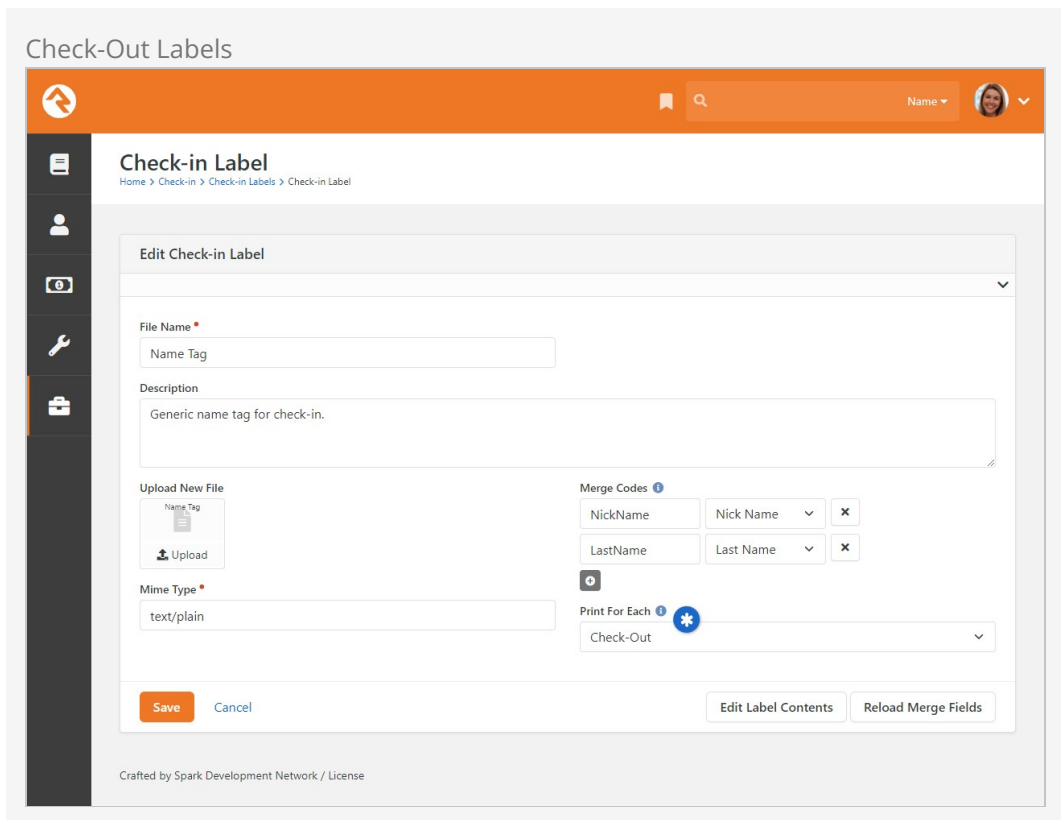 Check-Out Labels
Name
Check-in Label
Home > Check-in > Check-in Labels > Check-in Label
Edit Check-in Label
File Name
Name Tag
Description
Generic name tag for check-in.
Upload New File
Name Tag
Upload
Merge Codes
NickName Nick Name
LastName Last Name
Mime Type
text/plain
Print For Each
Check-Out
Save Cancel Edit Label Contents Reload Merge Fields
Crafted by Spark Development Network / License